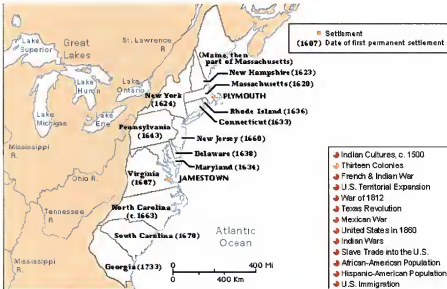 Lake
Superior
Great
Lakes
St. Lawrence
R.
(Maine, then
part of Massachusetts)
Settlement
(1607) Date of first permanent settlement
New Hampshire (1623)
Massachusetts (1620)
PLYMOUTH
Lake
Huron
Lake
Ontario
New York
(1624)
Rhode Island (1636)
Connecticut (1633)
Lake
Michigan
Lake
Erie
Pennsylvania
(1643)
New Jersey (1660)
Mississippi
R.
Delaware (1638)
Maryland (1634)
JAMESTOWN
Ohio R.
Virginia
(1607)
North Carolina
(c. 1663)
Tennessee
R.
South Carolina (1670)
Atlantic
Ocean
Mississippi
R.
Georgia (1733)
0
400 Mi
0
400 Km
Indian Cultures, c. 1500
Thirteen Colonies
French & Indian War
U.S. Territorial Expansion
War of 1812
Texas Revolution
Mexican War
United States in 1860
Indian Wars
Slave Trade into the U.S.
African-American Population
Hispanic-American Population
U.S. Immigration